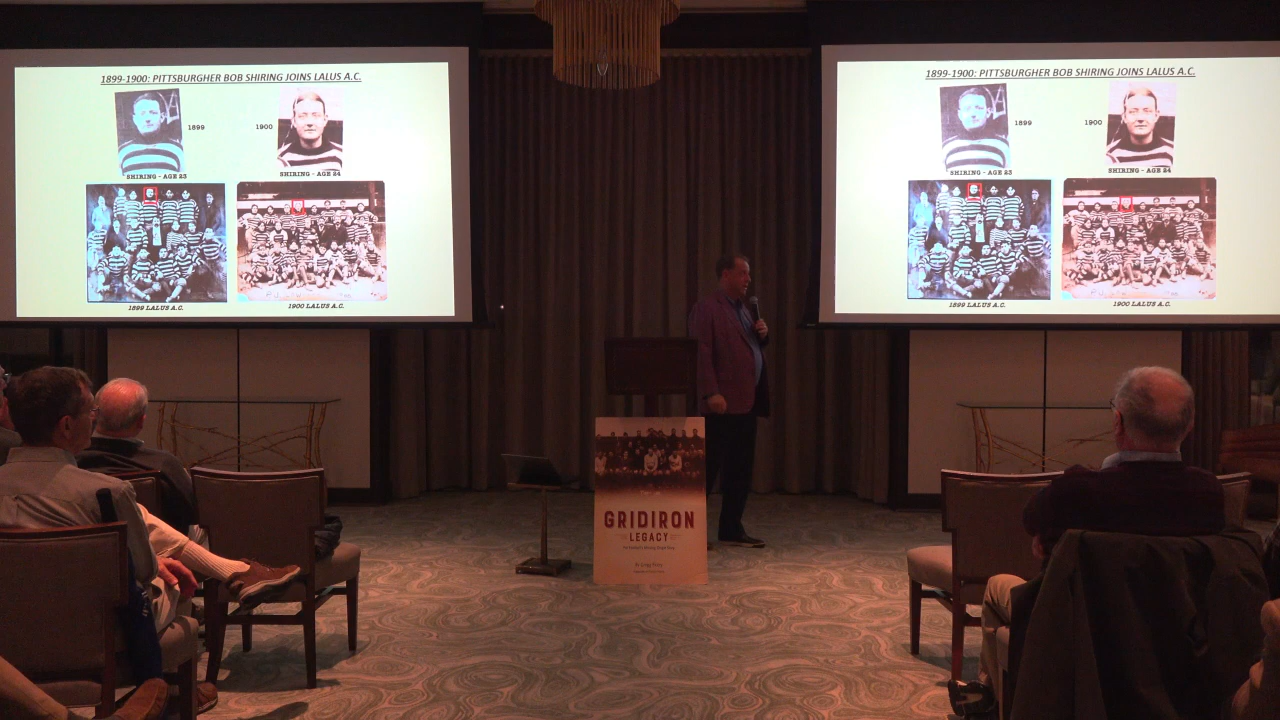 1899-1900: PITTSBURGHER BOB SHIRING JOINS LALUS A.C.
1899
1900
SHIRING - AGE 23
SHIRING - AGE 24
1899 LALUS A.C.
1900 LALUS A.C.
1899-1900: PITTSBURGHER BOB SHIRING JOINS LALUS A.C.
1899
1900
SHIRING - AGE 23
SHIRING - AGE 24
1899 LALUS A.C.
1900 LALUS A.C.
GRIDIRON
LEGACY